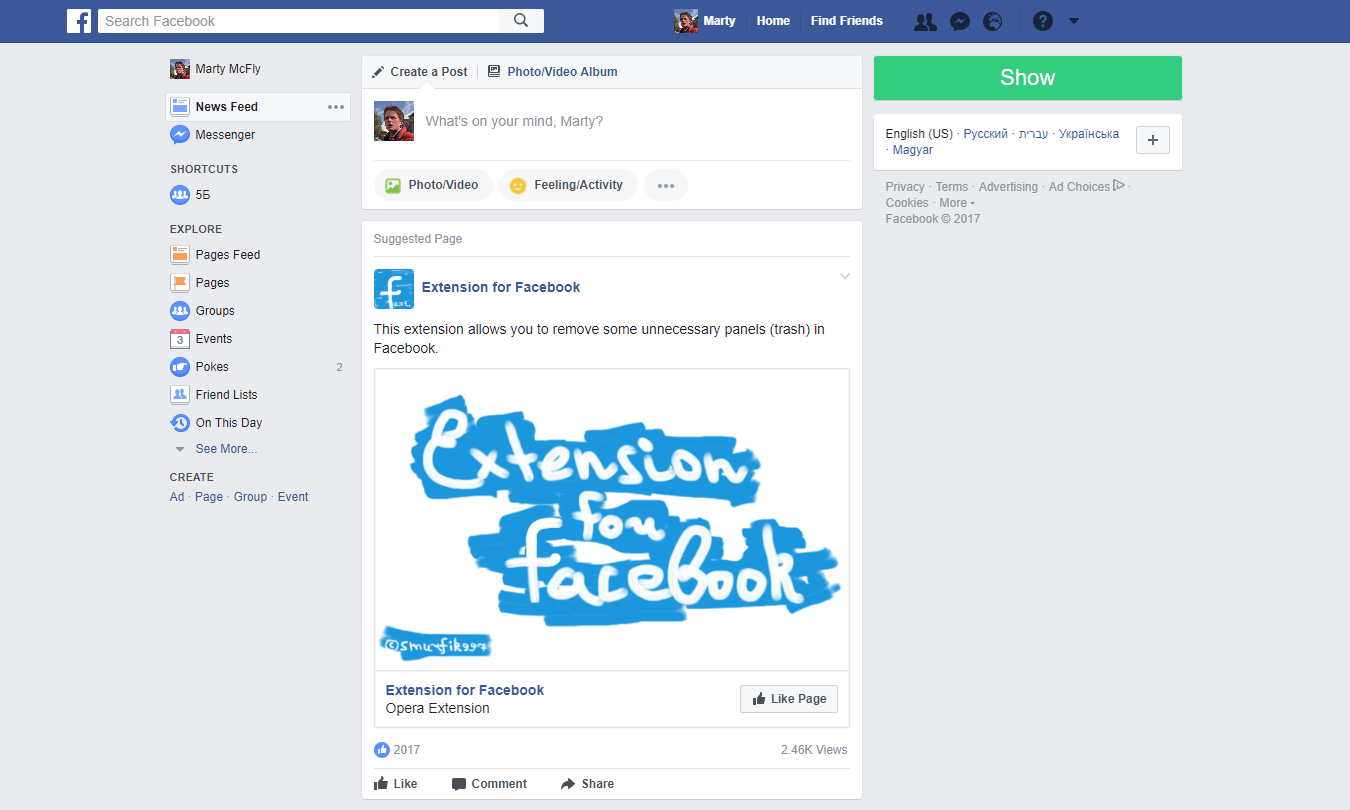 Search Facebook
Marty
Home
Find Friends
Marty McFly
News Feed
Messenger
SHORTCUTS
5Б
EXPLORE
Pages Feed
Pages
Groups
3
Events
Pokes
2
Friend Lists
On This Day
See More...
CREATE
Ad · Page · Group · Event
Create a Post
Photo/Video Album
What's on your mind, Marty?
Photo/Video
Feeling/Activity
Suggested Page
f ext.
Extension for Facebook
This extension allows you to remove some unnecessary panels (trash) in
Facebook.
Extension
for
facebook
©smurfik997
Extension for Facebook
Opera Extension
Like Page
2017
2.46K Views
Like
Comment
Share
Show
English (US) · Русский · עברית · Українська
· Magyar
Privacy · Terms · Advertising · Ad Choices ·
Cookies · More
Facebook © 2017